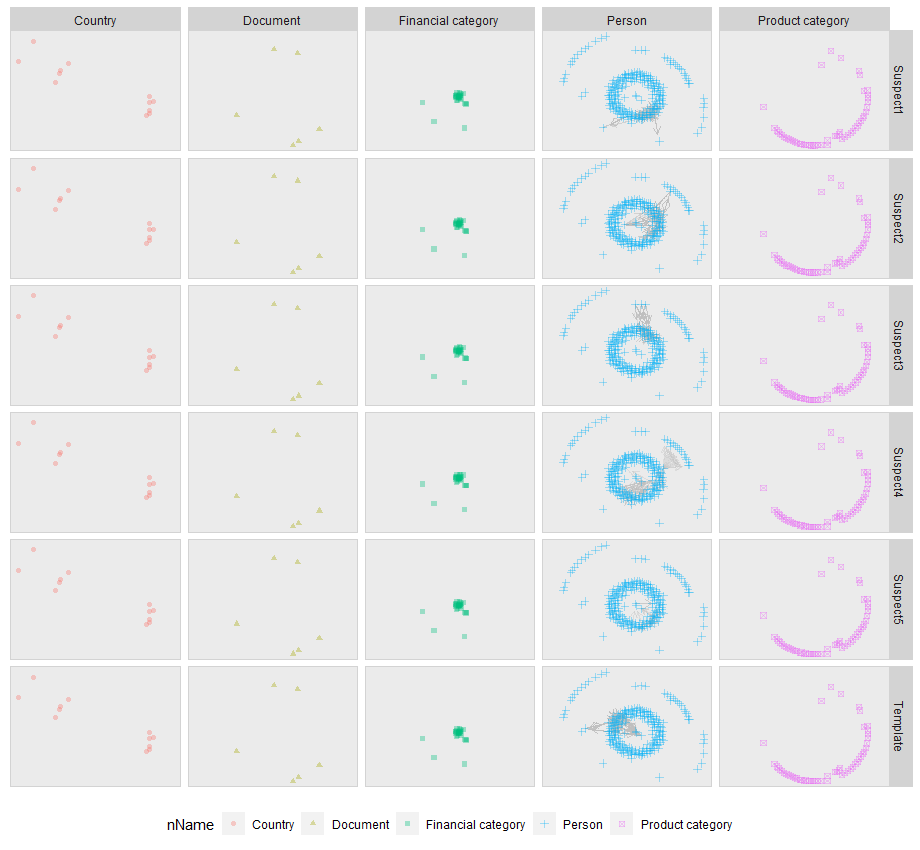 Country
Document
Financial category
Person
Product category
Suspect1
Suspect2
Suspect3
Suspect4
Suspect5
Template
nName
Country
Document
Financial category
Person
Product category